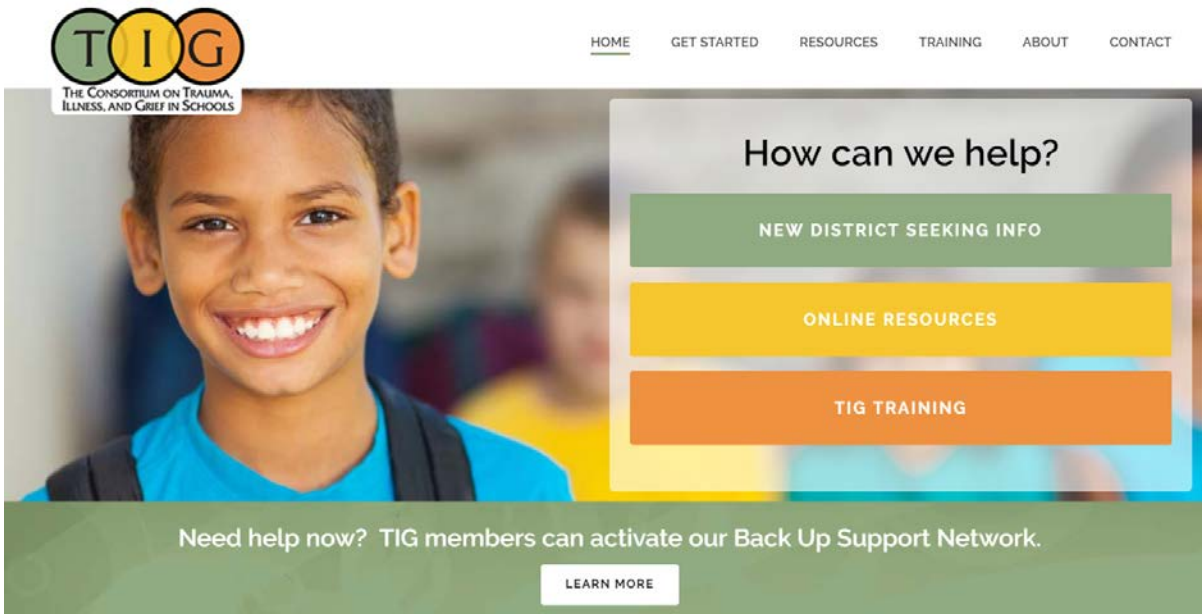 TIG
THE CONSORTIUM ON TRAUMA,
ILLNESS, AND GRIEF IN SCHOOLS
HOME GET STARTED RESOURCES TRAINING ABOUT CONTACT
How can we help?
NEW DISTRICT SEEKING INFO
ONLINE RESOURCES
TIG TRAINING
Need help now? TIG members can activate our Back Up Support Network.
LEARN MORE